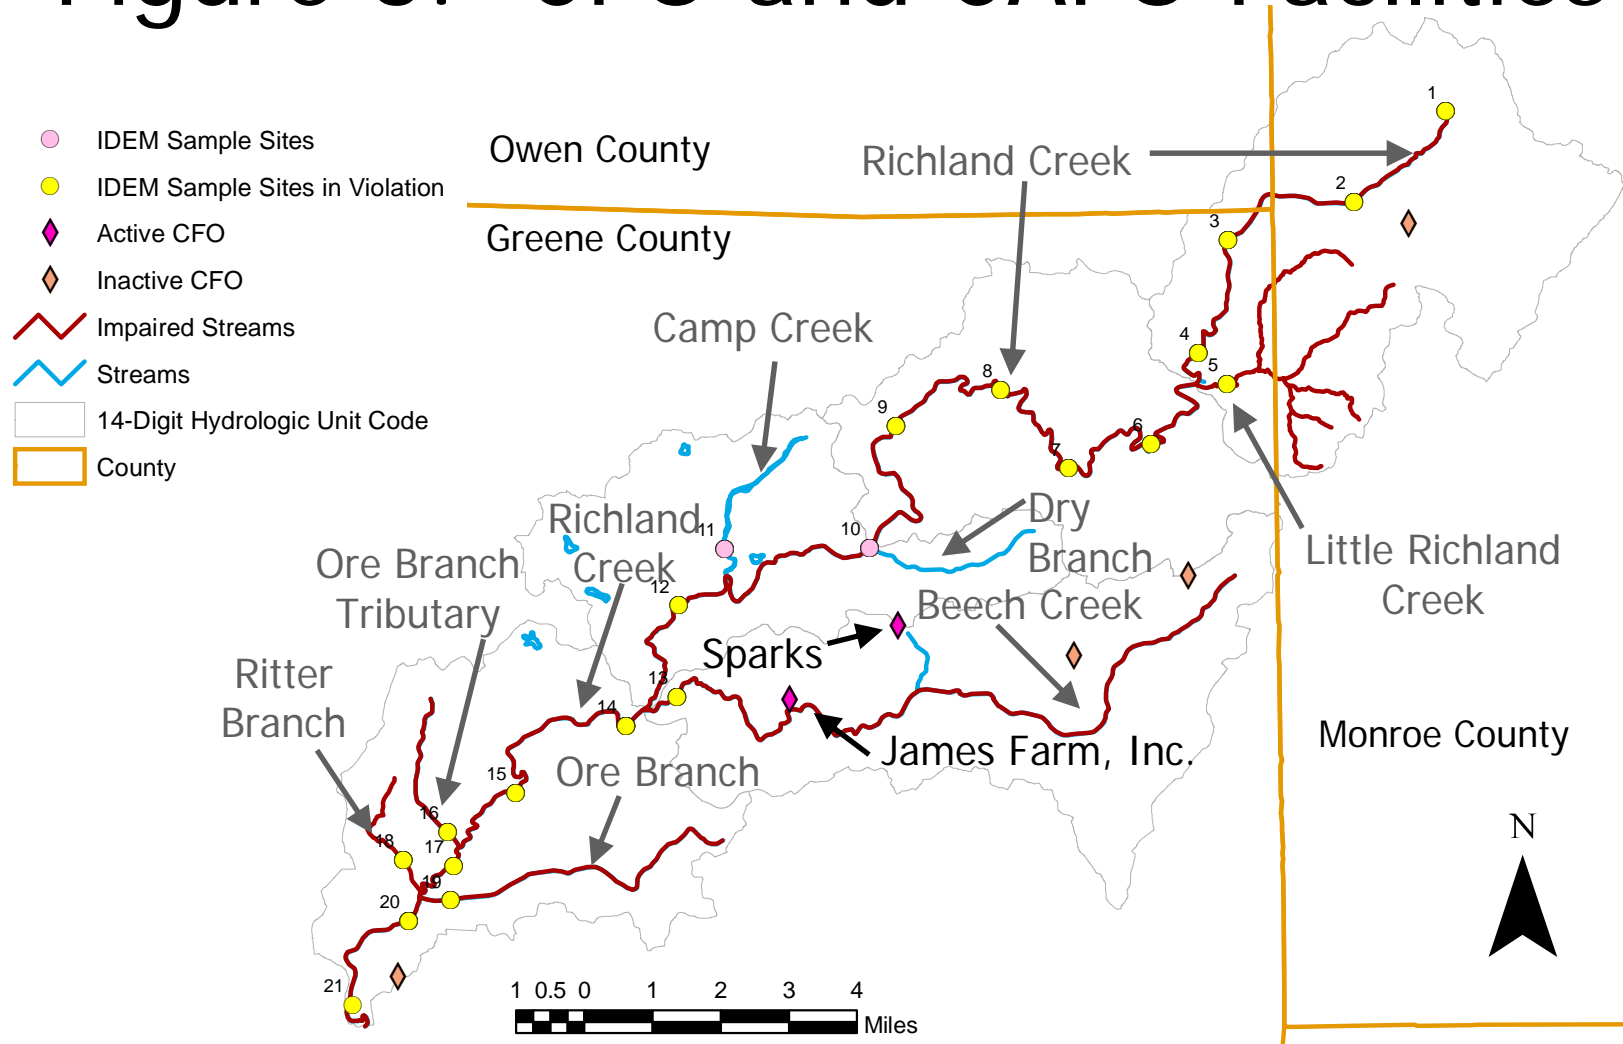 IDEM Sample Sites
IDEM Sample Sites in Violation
Active CFO
Inactive CFO
Impaired Streams
Streams
14-Digit Hydrologic Unit Code
County
Owen County
Greene County
Monroe County
Richland Creek
Camp Creek
Richland
Creek
Ore Branch
Tributary
Ritter
Branch
Ore Branch
Dry
Branch
Beech Creek
Little Richland
Creek
Sparks
James Farm, Inc.
1
2
3
4
5
6
7
8
9
10
11
12
13
14
15
16
17
18
19
20
21
N
1 0.5 0 1 2 3 4
Miles